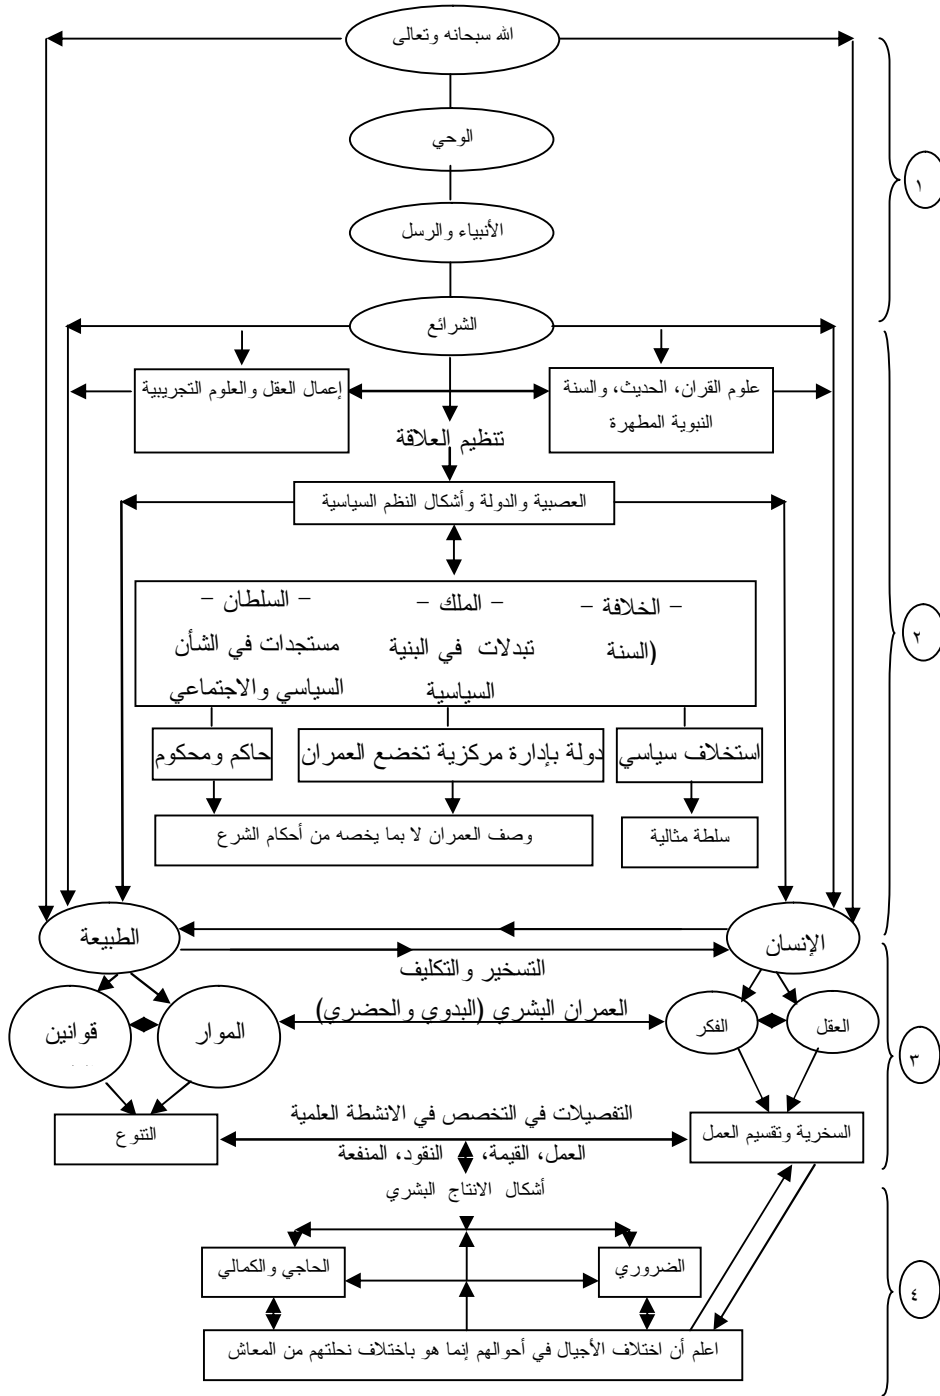 الله سبحانه وتعالى
الوحي
١
الأنبياء والرسل
الشرائع
علوم القران، الحديث، والسنة
النبوية المطهرة
إعمال العقل والعلوم التجريبية
تنظيم العلاقة
العصبية والدولة وأشكال النظم السياسية
– الخلافة –
(السنة
– الملك –
تبدلات في البنية
السياسية
– السلطان –
مستجدات في الشأن
السياسي والاجتماعي
٢
استخلاف سياسي
دولة بإدارة مركزية تخضع العمران
حاكم ومحكوم
سلطة مثالية
وصف العمران لا بما يخصه من أحكام الشرع
الإنسان
الطبيعة
التسخير والتكليف
العمران البشري (البدوي والحضري)
العقل
الفكر
الموار
قوانين
٣
التفصيلات في التخصص في الانشطة العلمية
السخرية وتقسيم العمل
التنوع
العمل، القيمة، النقود، المنفعة
أشكال الانتاج البشري
الضروري
الحاجي والكمالي
٤
اعلم أن اختلاف الأجيال في أحوالهم إنما هو باختلاف نحلتهم من المعاش